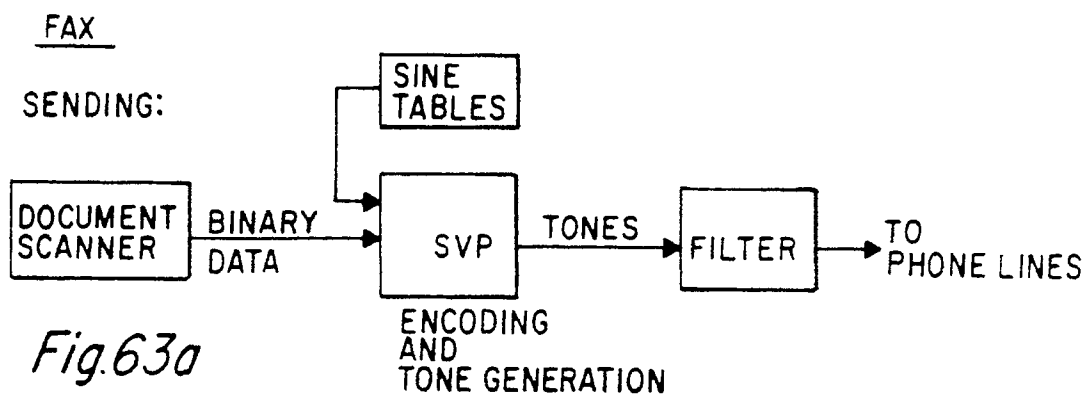 FAX
SENDING:
SINE
TABLES
DOCUMENT
SCANNER
BINARY
DATA
SVP
TONES
FILTER
TO
PHONE LINES
ENCODING
AND
TONE GENERATION
Fig.63a